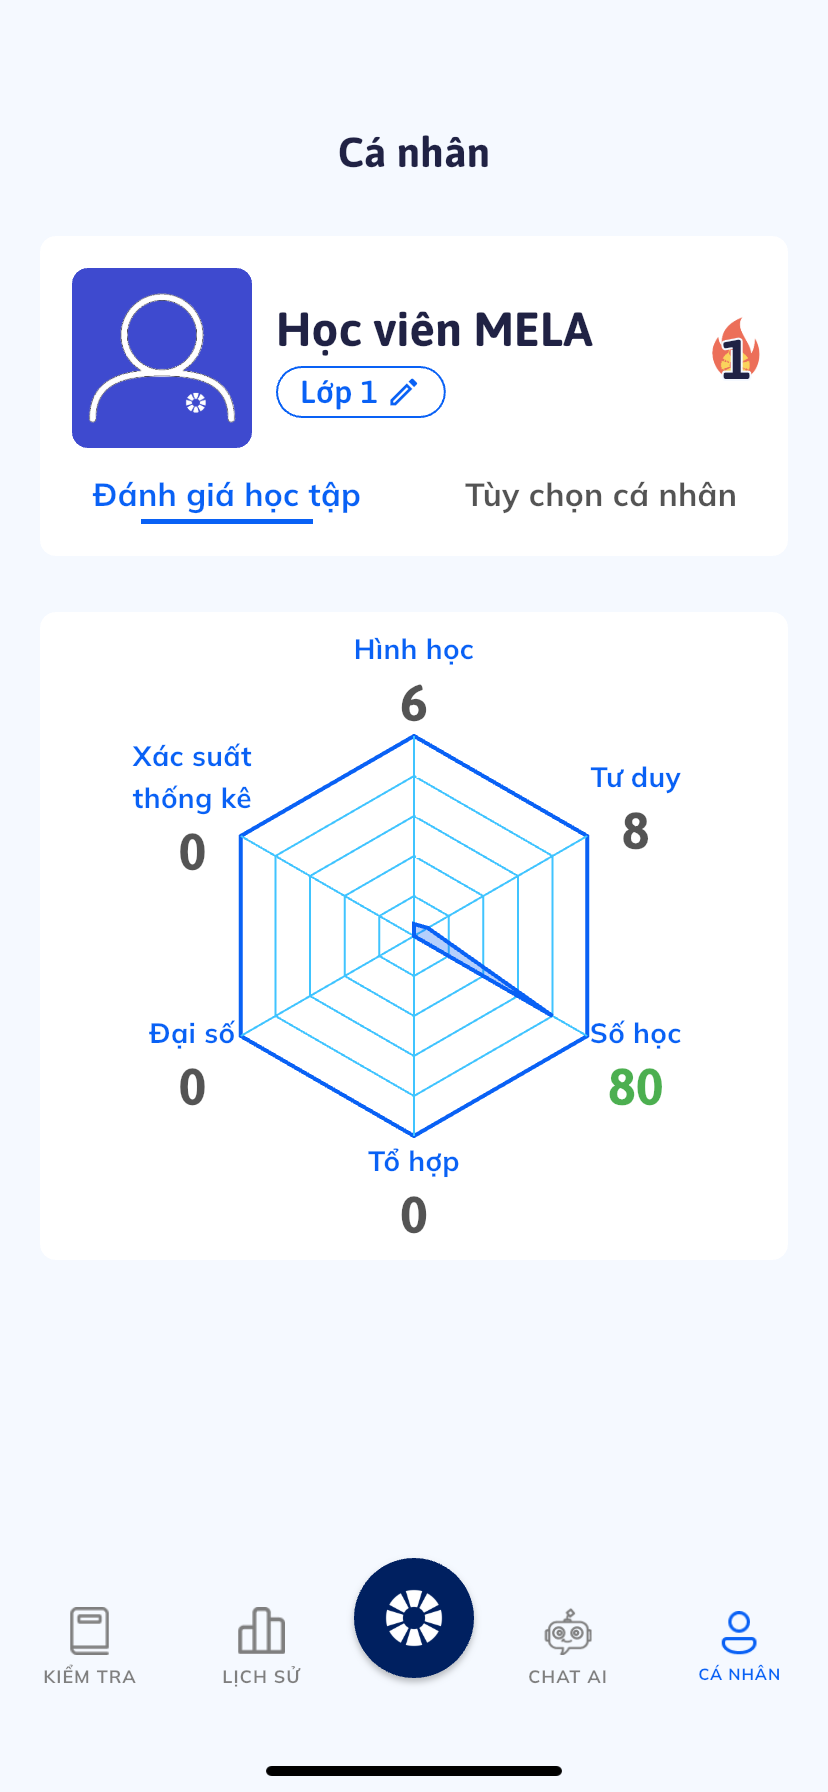 Cá nhân
Học viên MELA
Lớp 1
1
Đánh giá học tập
Tùy chọn cá nhân
Hình học
6
Xác suất
thống kê
0
Tư duy
8
Đại số
0
Số học
80
Tổ hợp
0
KIỂM TRA
LỊCH SỬ
CHAT AI
CÁ NHÂN